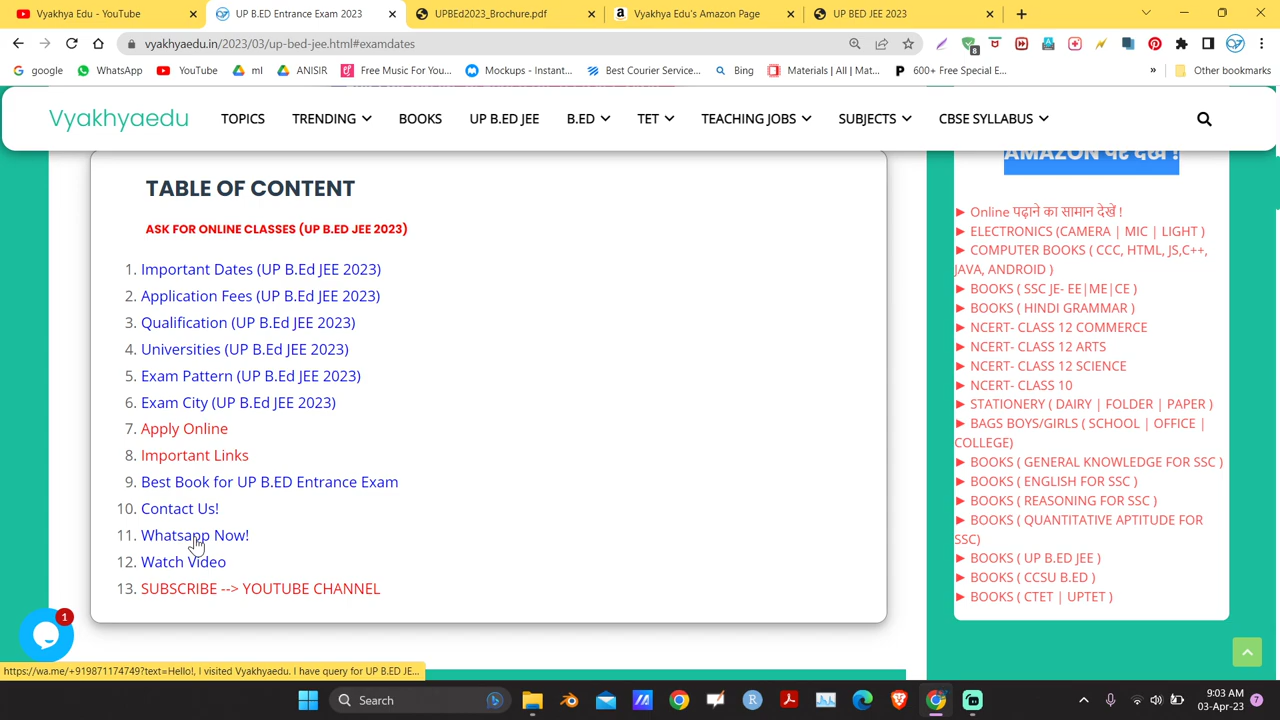 Vyakhya Edu - YouTube
UP B.ED Entrance Exam 2023
UPBEd2023_Brochure.pdf
Vyakhya Edu's Amazon Page
UP BED JEE 2023
vyakhyaedu.in/2023/03/up-bed-jee.html#examdates
8
google
WhatsApp
YouTube
ml
ANISIR
Free Music For You...
Mockups - Instant...
Best Courier Service...
Bing
Materials | All | Mat...
600+ Free Special E...
»
Other bookmarks
Vyakhyaedu
TOPICS
TRENDING
BOOKS
UP B.ED JEE
B.ED
TET
TEACHING JOBS
SUBJECTS
CBSE SYLLABUS
AMAZON पर देखें !
TABLE OF CONTENT
ASK FOR ONLINE CLASSES (UP B.ED JEE 2023)
1. Important Dates (UP B.Ed JEE 2023)
2. Application Fees (UP B.Ed JEE 2023)
3. Qualification (UP B.Ed JEE 2023)
4. Universities (UP B.Ed JEE 2023)
5. Exam Pattern (UP B.Ed JEE 2023)
6. Exam City (UP B.Ed JEE 2023)
7. Apply Online
8. Important Links
9. Best Book for UP B.ED Entrance Exam
10. Contact Us!
11. Whatsapp Now!
12. Watch Video
13. SUBSCRIBE --> YOUTUBE CHANNEL
► Online पढ़ाने का सामान देखें !
► ELECTRONICS (CAMERA | MIC | LIGHT )
► COMPUTER BOOKS ( CCC, HTML, JS,C++,
JAVA, ANDROID )
► BOOKS ( SSC JE- EE|ME|CE )
► BOOKS ( HINDI GRAMMAR )
► NCERT- CLASS 12 COMMERCE
► NCERT- CLASS 12 ARTS
► NCERT- CLASS 12 SCIENCE
► NCERT- CLASS 10
► STATIONERY ( DAIRY | FOLDER | PAPER )
► BAGS BOYS/GIRLS ( SCHOOL | OFFICE |
COLLEGE)
► BOOKS ( GENERAL KNOWLEDGE FOR SSC )
► BOOKS ( ENGLISH FOR SSC )
► BOOKS ( REASONING FOR SSC )
► BOOKS ( QUANTITATIVE APTITUDE FOR
SSC)
► BOOKS ( UP B.ED JEE )
► BOOKS ( CCSU B.ED )
► BOOKS ( CTET | UPTET )
1
https://wa.me/+919871174749?text=Hello!, I visited Vyakhyaedu. I have query for UP B.ED JE...
Search
9:03 AM
03-Apr-23
7